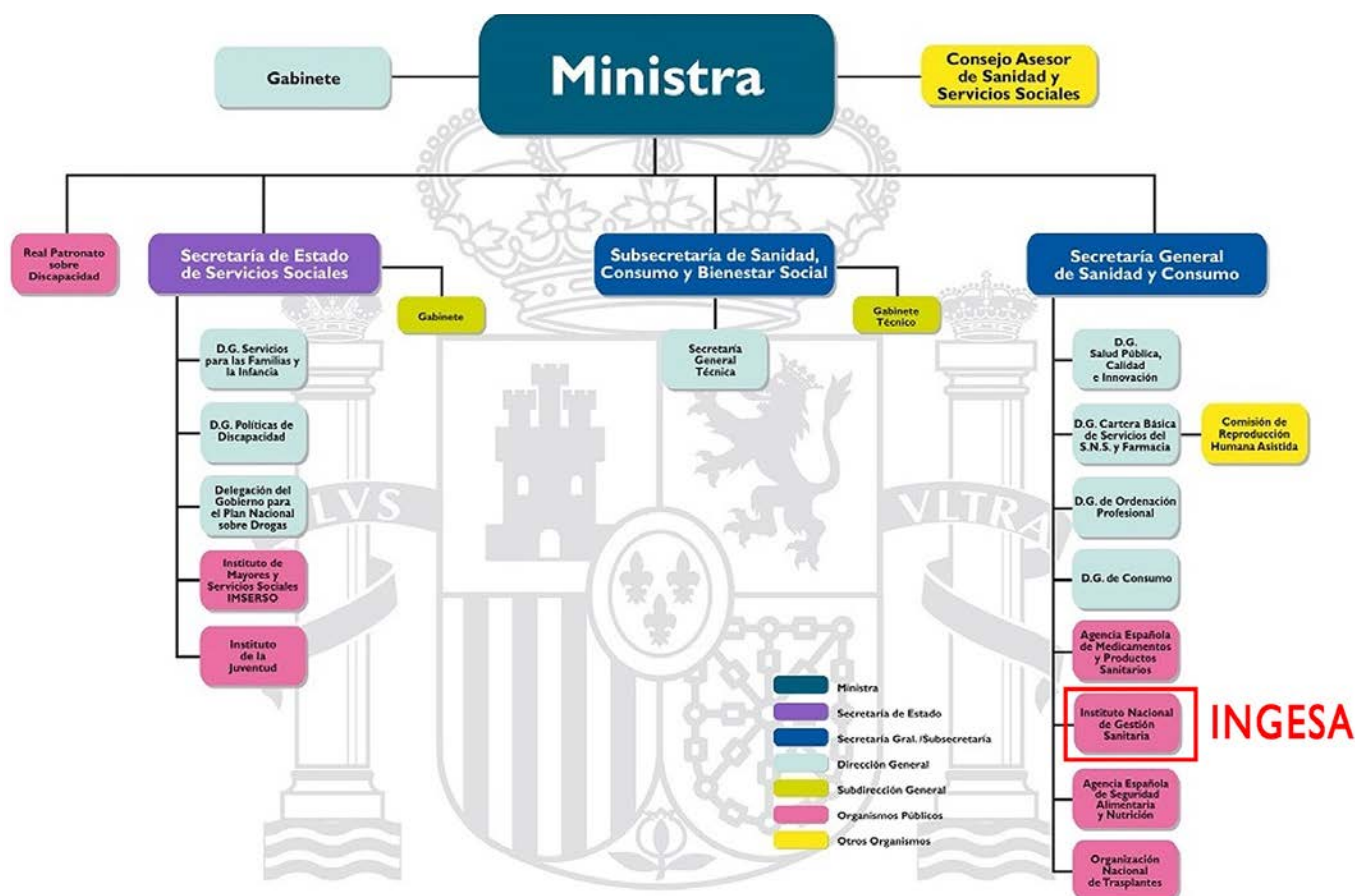 Gabinete
Ministra
Consejo Asesor
de Sanidad y
Servicios Sociales
Real Patronato
sobre
Discapacidad
Secretaría de Estado
de Servicios Sociales
Gabinete
D.G. Servicios
para las Familias y
la Infancia
D.G. Políticas de
Discapacidad
Delegación del
Gobierno para
el Plan Nacional
sobre Drogas
Instituto de
Mayores y
Servicios Sociales
IMSERSO
Instituto
de la
Juventud
Subsecretaría de Sanidad,
Consumo y Bienestar Social
Gabinete
Técnico
Secretaría
General
Técnica
Secretaría General
de Sanidad y Consumo
D.G.
Salud Pública,
Calidad
e Innovación
D.G. Cartera Básica
de Servicios del
S.N.S. y Farmacia
Comisión de
Reproducción
Humana Asistida
D.G. de Ordenación
Profesional
D.G. de Consumo
Agencia Española
de Medicamentos
y Productos
Sanitarios
Instituto Nacional
de Gestión
Sanitaria
INGESA
Agencia Española
de Seguridad
Alimentaria
y Nutrición
Organización
Nacional
de Trasplantes
Ministra
Secretaría de Estado
Secretaría Gral. /Subsecretaría
Dirección General
Subdirección General
Organismos Públicos
Otros Organismos
LVS
VLTRA